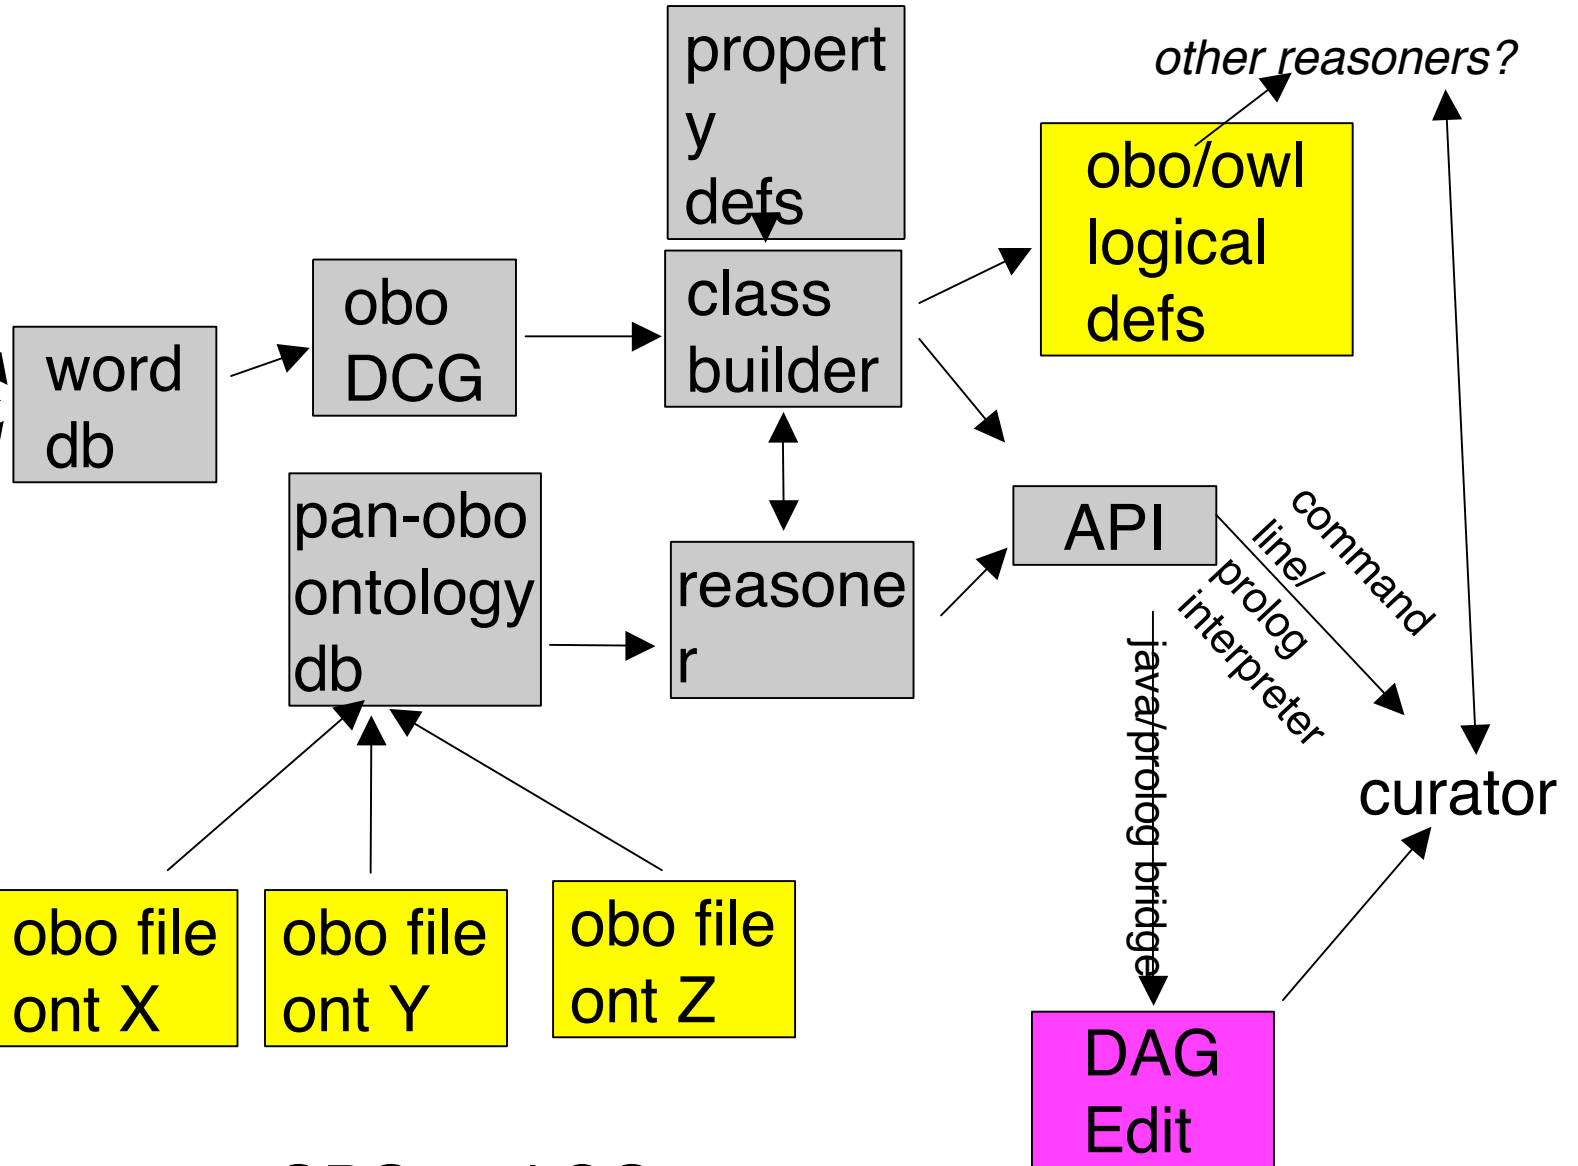 propert
y
defs
other reasoners?
obo/owl
logical
defs
obo
DCG
class
builder
word
db
pan-obo
ontology
db
reasone
r
API
command
line/
prolog
interpreter
java/prolog bridge
curator
obo file
ont X
obo file
ont Y
obo file
ont Z
DAG
Edit